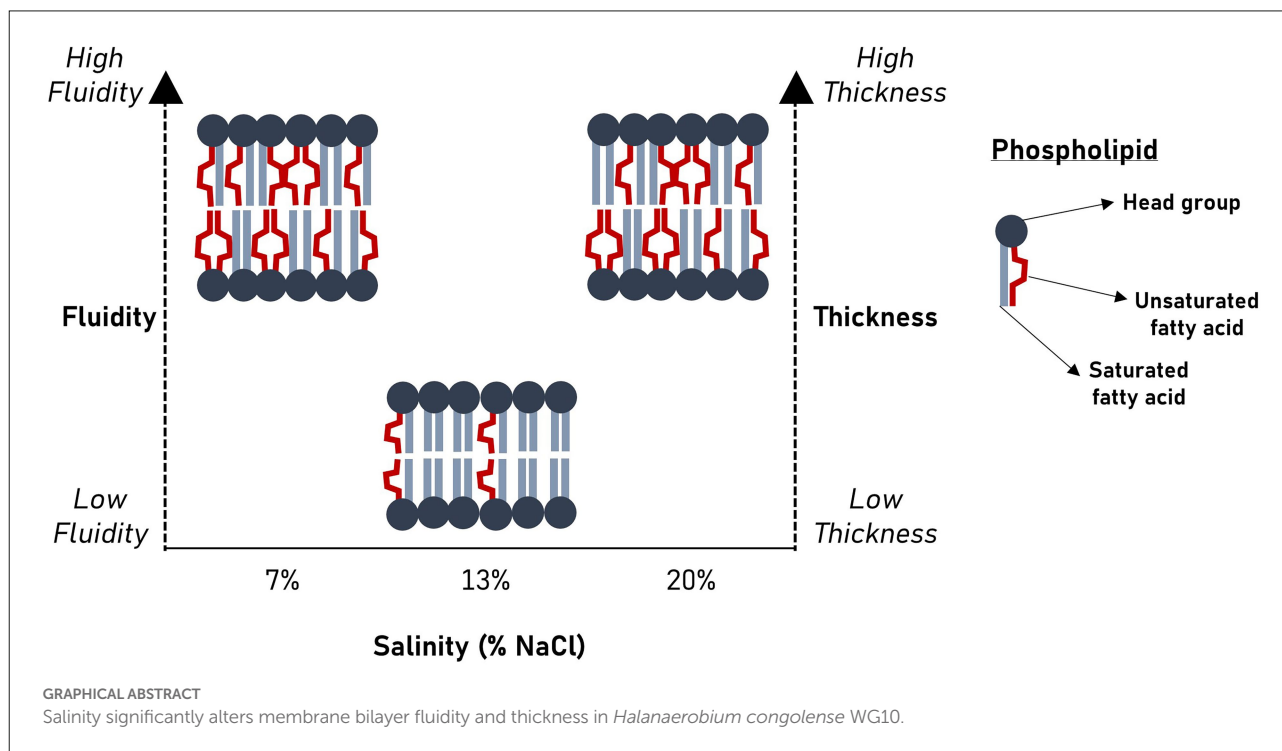 High
Fluidity
High
Thickness
Phospholipid
Head group
Unsaturated
fatty acid
Saturated
fatty acid
Fluidity
Thickness
Low
Fluidity
Low
Thickness
7%
13%
20%
Salinity (% NaCl)
GRAPHICAL ABSTRACT
Salinity significantly alters membrane bilayer fluidity and thickness in Halanaerobium congolense WG10.